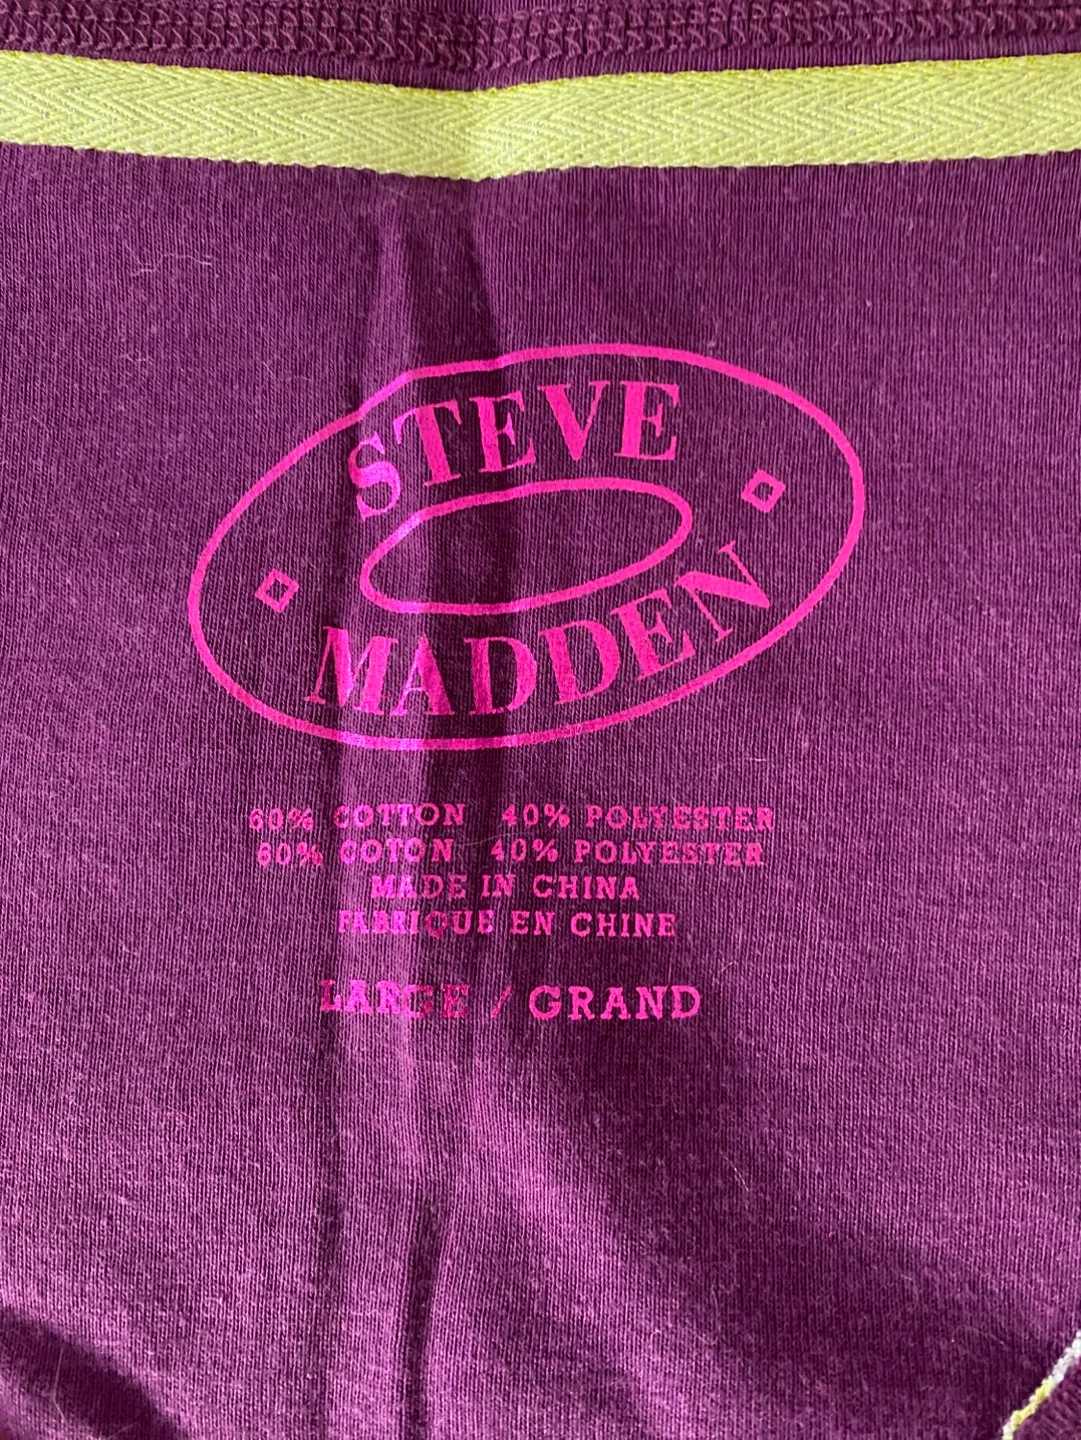 STEVE
MADDEN
60% COTTON 40% POLYESTER
60% COTON 40% POLYESTER
MADE IN CHINA
FABRIQUE EN CHINE
LARGE / GRAND